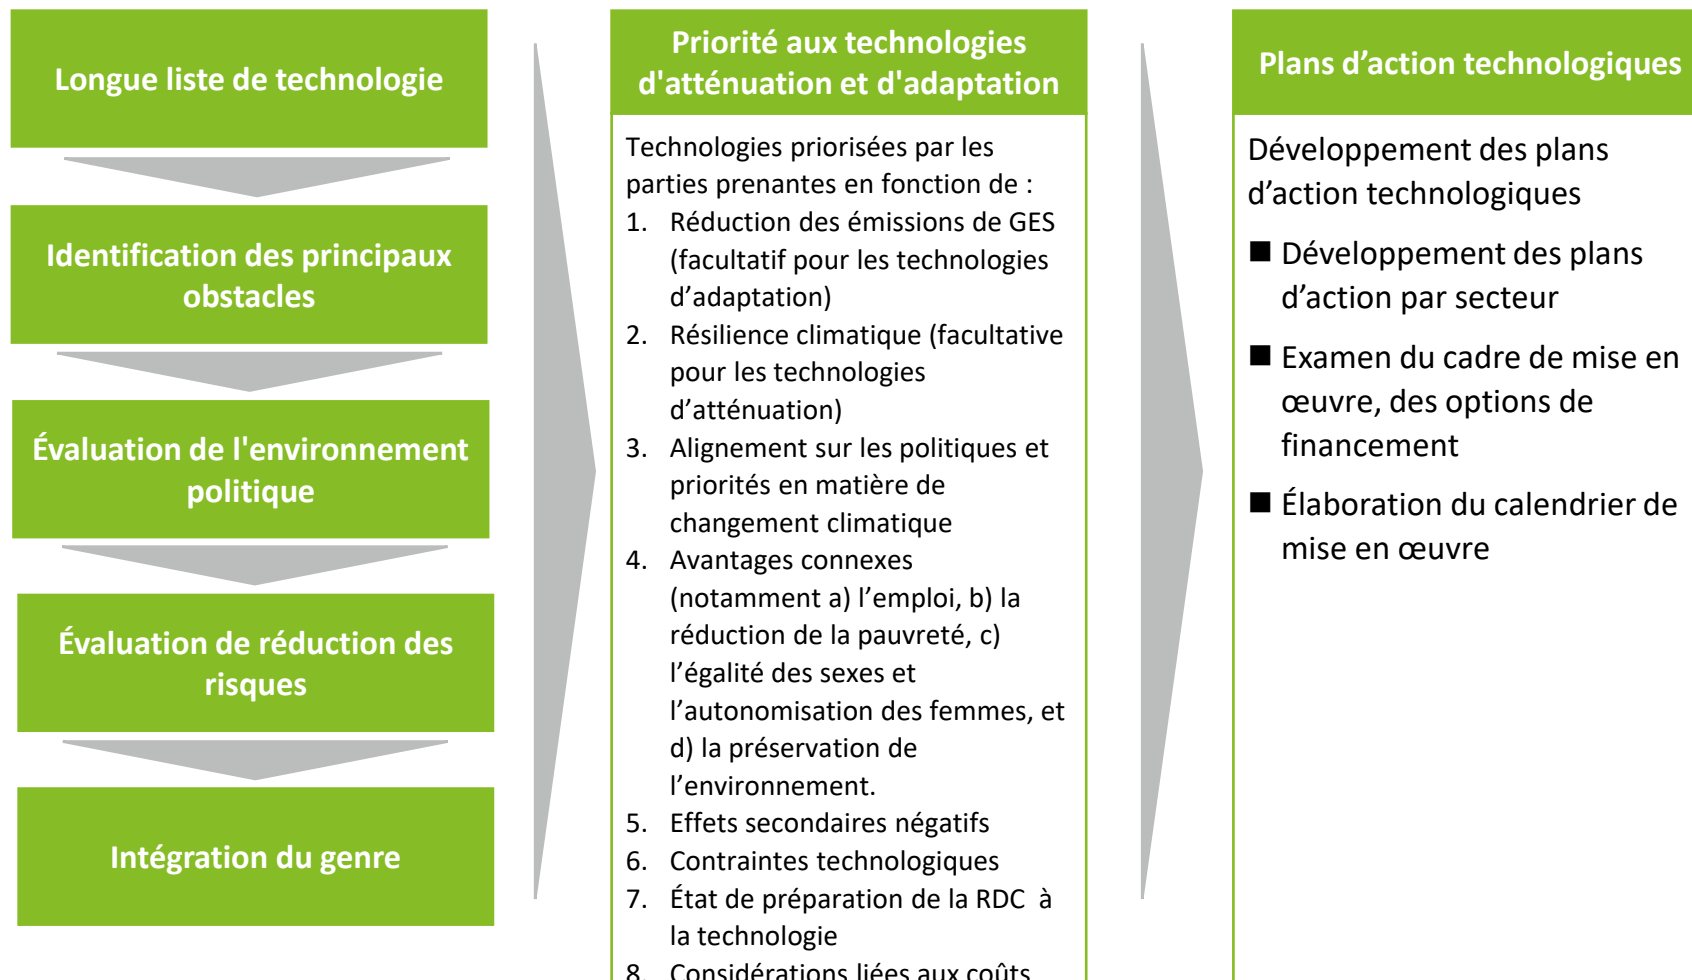 Longue liste de technologie
Identification des principaux
obstacles
Évaluation de l'environnement
politique
Évaluation de réduction des
risques
Intégration du genre
Priorité aux technologies
d'atténuation et d'adaptation
Technologies priorisées par les
parties prenantes en fonction de :
1. Réduction des émissions de GES
(facultatif pour les technologies
d’adaptation)
2. Résilience climatique (facultative
pour les technologies
d’atténuation)
3. Alignement sur les politiques et
priorités en matière de
changement climatique
4. Avantages connexes
(notamment a) l’emploi, b) la
réduction de la pauvreté, c)
l’égalité des sexes et
l’autonomisation des femmes, et
d) la préservation de
l’environnement.
5. Effets secondaires négatifs
6. Contraintes technologiques
7. État de préparation de la RDC à
la technologie
8. Considérations liées aux coûts
Plans d’action technologiques
Développement des plans
d’action technologiques
■ Développement des plans
d’action par secteur
■ Examen du cadre de mise en
œuvre, des options de
financement
■ Élaboration du calendrier de
mise en œuvre